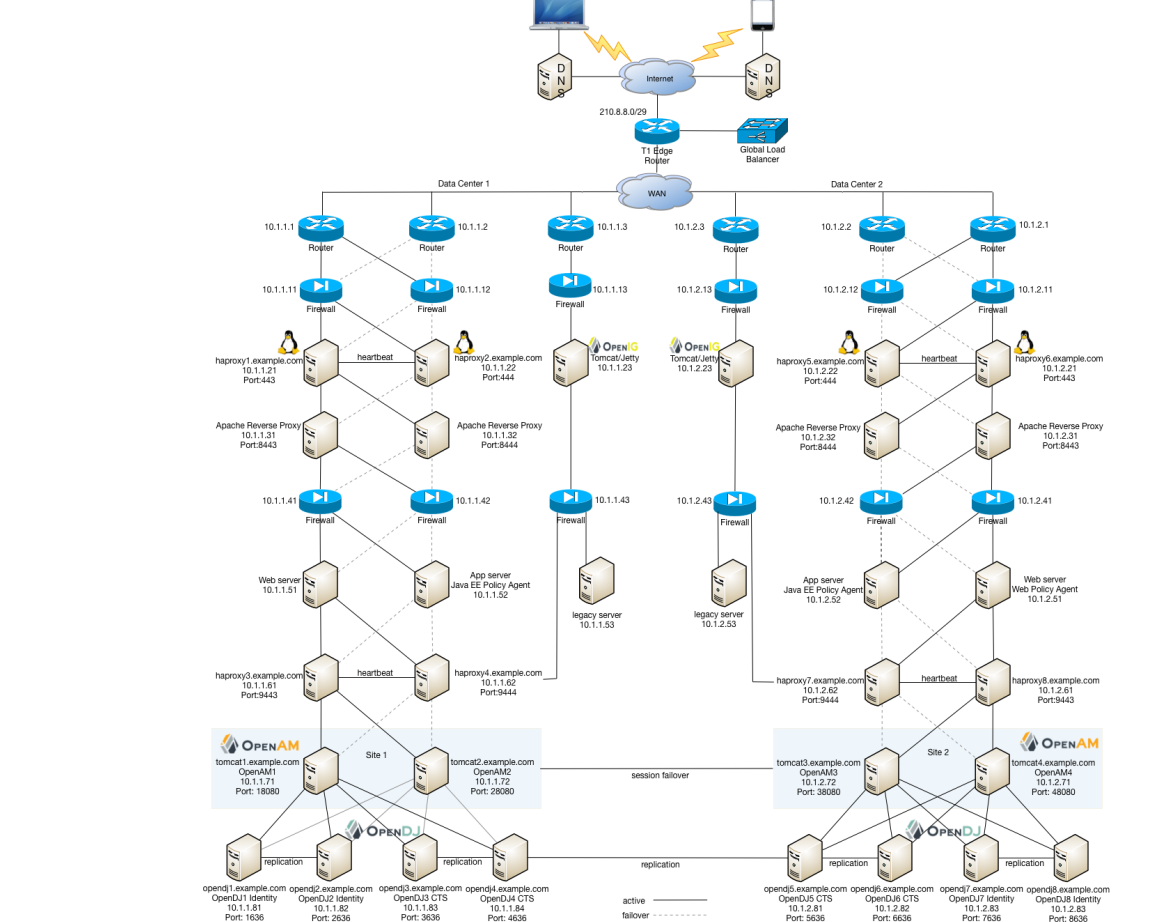 D
N
S
D
N
S
Internet
210.8.8.0/29
T1 Edge
Router
Global Load
Balancer
Data Center 1
WAN
Data Center 2
10.1.1.1
Router
10.1.1.2
Router
10.1.1.3
Router
10.1.2.3
Router
10.1.2.2
Router
10.1.2.1
Router
10.1.1.11
Firewall
10.1.1.12
Firewall
10.1.1.13
Firewall
10.1.2.13
Firewall
10.1.2.12
Firewall
10.1.2.11
Firewall
haproxy1.example.com
10.1.1.21
Port:443
heartbeat
haproxy2.example.com
10.1.1.22
Port:444
OPENIG
Tomcat/Jetty
10.1.1.23
OPENIG
Tomcat/Jetty
10.1.2.23
haproxy5.example.com
10.1.2.22
Port:444
heartbeat
haproxy6.example.com
10.1.2.21
Port:443
Apache Reverse Proxy
10.1.1.31
Port:8443
Apache Reverse Proxy
10.1.1.32
Port:8444
Apache Reverse Proxy
10.1.2.32
Port:8444
Apache Reverse Proxy
10.1.2.31
Port:8443
10.1.1.41
Firewall
10.1.1.42
Firewall
10.1.1.43
Firewall
10.1.2.43
Firewall
10.1.2.42
Firewall
10.1.2.41
Firewall
Web server
10.1.1.51
App server
Java EE Policy Agent
10.1.1.52
legacy server
10.1.1.53
legacy server
10.1.2.53
App server
Java EE Policy Agent
10.1.2.52
Web server
Web Policy Agent
10.1.2.51
haproxy3.example.com
10.1.1.61
Port:9443
heartbeat
haproxy4.example.com
10.1.1.62
Port:9444
haproxy7.example.com
10.1.2.62
Port:9444
heartbeat
haproxy8.example.com
10.1.2.61
Port:9443
OPENAM
Site 1
tomcat1.example.com
OpenAM1
10.1.1.71
Port: 18080
tomcat2.example.com
OpenAM2
10.1.1.72
Port: 28080
session failover
Site 2
OPENAM
tomcat3.example.com
OpenAM3
10.1.2.72
Port: 38080
tomcat4.example.com
OpenAM4
10.1.2.71
Port: 48080
OPENDJ
OPENDJ
replication
replication
replication
replication
replication
opendj1.example.com
OpenDJ1 Identity
10.1.1.81
Port: 1636
opendj2.example.com
OpenDJ2 Identity
10.1.1.82
Port: 2636
opendj3.example.com
OpenDJ3 CTS
10.1.1.83
Port: 3636
opendj4.example.com
OpenDJ4 CTS
10.1.1.84
Port: 4636
opendj5.example.com
OpenDJ5 CTS
10.1.2.81
Port: 5636
opendj6.example.com
OpenDJ6 CTS
10.1.2.82
Port: 6636
opendj7.example.com
OpenDJ7 Identity
10.1.2.83
Port: 7636
opendj8.example.com
OpenDJ8 Identity
10.1.2.83
Port: 8636
active
failover